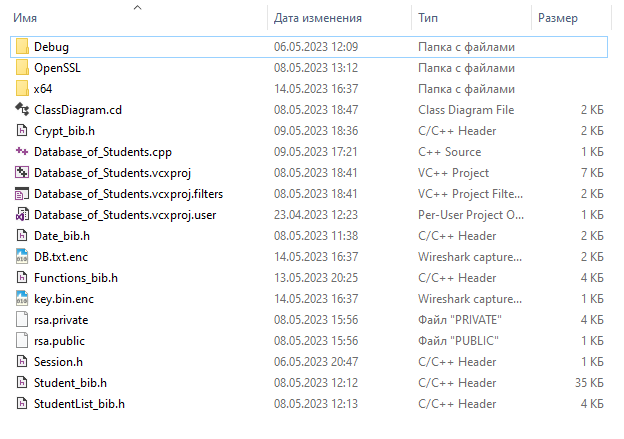 Имя Дата изменения Тип Размер
Debug 06.05.2023 12:09 Папка с файлами
OpenSSL 08.05.2023 13:12 Папка с файлами
x64 14.05.2023 16:37 Папка с файлами
ClassDiagram.cd 08.05.2023 18:47 Class Diagram File 2 КБ
Crypt_bib.h 09.05.2023 18:36 C/C++ Header 2 КБ
Database_of_Students.cpp 09.05.2023 17:21 C++ Source 1 КБ
Database_of_Students.vcxproj 08.05.2023 18:41 VC++ Project 7 КБ
Database_of_Students.vcxproj.filters 08.05.2023 18:41 VC++ Project Filte... 2 КБ
Database_of_Students.vcxproj.user 23.04.2023 12:23 Per-User Project O... 1 КБ
Date_bib.h 08.05.2023 11:38 C/C++ Header 2 КБ
DB.txt.enc 14.05.2023 16:37 Wireshark capture... 2 КБ
Functions_bib.h 13.05.2023 20:25 C/C++ Header 4 КБ
key.bin.enc 14.05.2023 16:37 Wireshark capture... 1 КБ
rsa.private 08.05.2023 15:56 Файл "PRIVATE" 4 КБ
rsa.public 08.05.2023 15:56 Файл "PUBLIC" 1 КБ
Session.h 06.05.2023 20:47 C/C++ Header 1 КБ
Student_bib.h 08.05.2023 12:12 C/C++ Header 35 КБ
StudentList_bib.h 08.05.2023 12:13 C/C++ Header 4 КБ